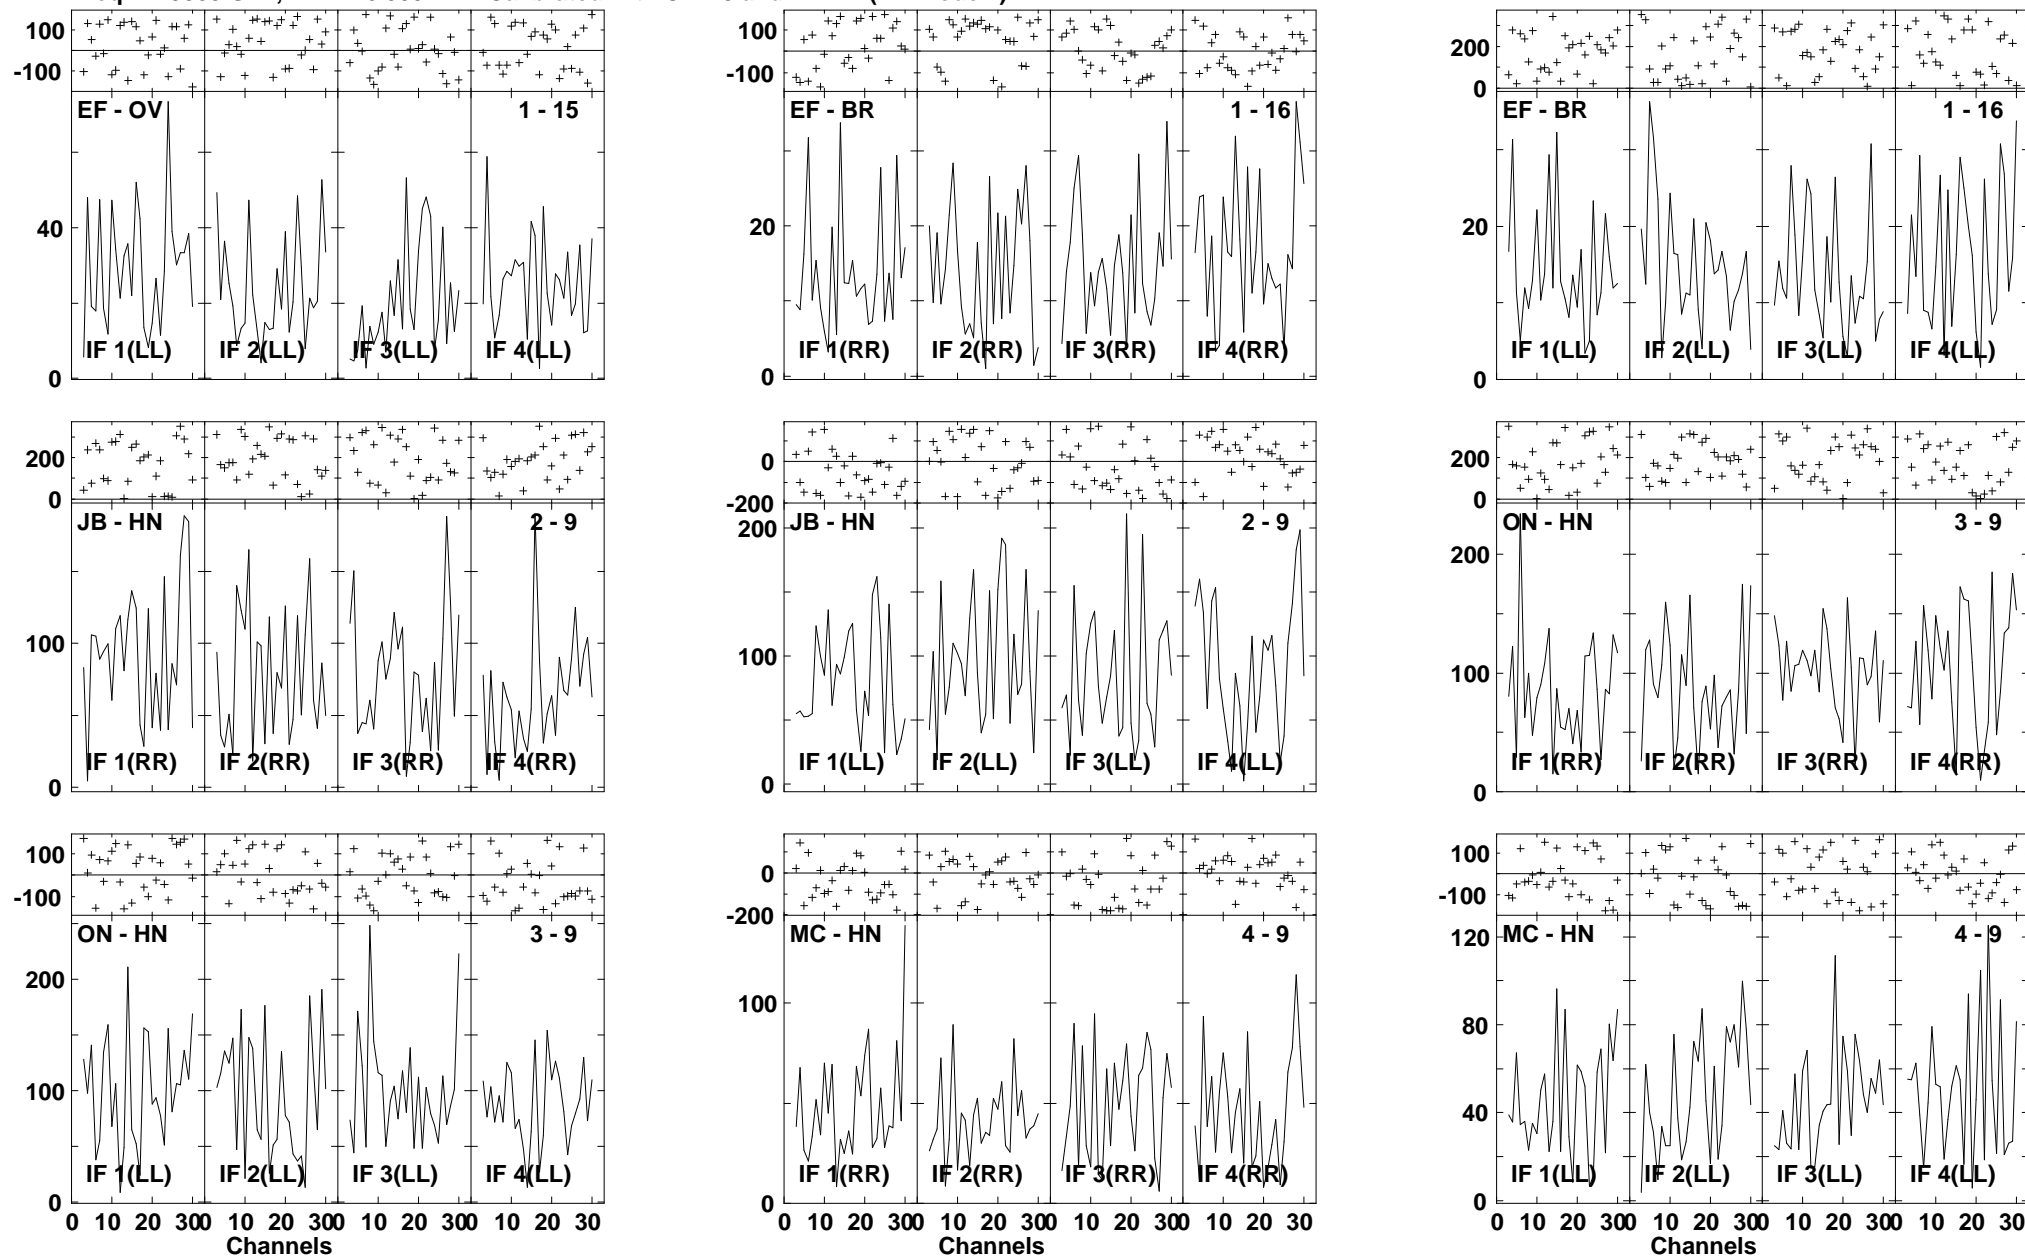 100 100 200
-100 -100 0
EF - OV 1 - 15 EF - BR 1 - 16 EF - BR 1 - 16
40 20 20
IF 1(LL) IF 2(LL) IF 3(LL) IF 4(LL) IF 1(RR) IF 2(RR) IF 3(RR) IF 4(RR) IF 1(LL) IF 2(LL) IF 3(LL) IF 4(LL)
0 0 0
200 0 200
0 -200 0
JB - HN 2 - 9 JB - HN 2 - 9 ON - HN 3 - 9
200 200
100 100 100
IF 1(RR) IF 2(RR) IF 3(RR) IF 4(RR) IF 1(LL) IF 2(LL) IF 3(LL) IF 4(LL) IF 1(RR) IF 2(RR) IF 3(RR) IF 4(RR)
0 0 0
100 0 100
-100 -200 -100
ON - HN 3 - 9 MC - HN 4 - 9 MC - HN 4 - 9
120
200 100 80
100 40
IF 1(LL) IF 2(LL) IF 3(LL) IF 4(LL) IF 1(RR) IF 2(RR) IF 3(RR) IF 4(RR) IF 1(LL) IF 2(LL) IF 3(LL) IF 4(LL)
0 0 0
0 10 20 30 0 10 20 30 0 10 20 30 0 10 20 30 0 10 20 30 0 10 20 30 0 10 20 30 0 10 20 30 0 10 20 30 0 10 20 30 0 10 20 30 0 10 20 30
Channels Channels Channels